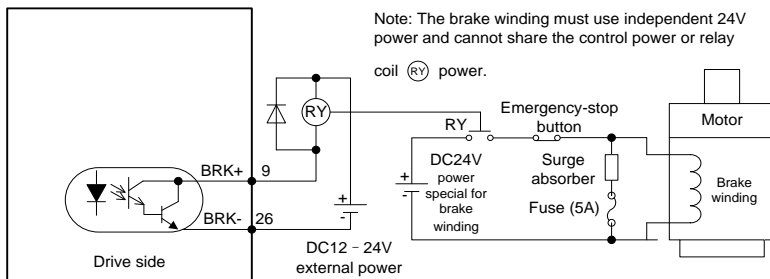 Note: The brake winding must use independent 24V
power and cannot share the control power or relay
coil RY power.
RY
RY
Emergency-stop
button
Motor
BRK+
9
DC24V
power
special for
brake
winding
Surge
absorber
Fuse (5A)
Brake
winding
+
-
+
-
BRK-
26
Drive side
DC12–24V
external power